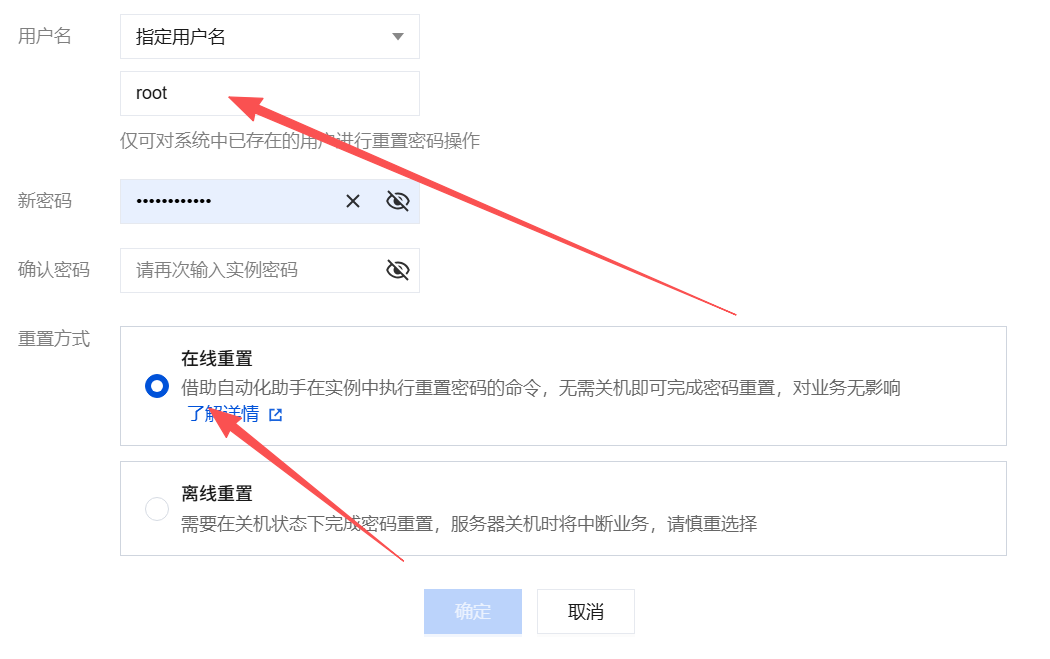 用户名
指定用户名
root
仅可对系统中已存在的用户进行重置密码操作
新密码
••••••••••••
确认密码
请再次输入实例密码
重置方式
在线重置
借助自动化助手在实例中执行重置密码的命令，无需关机即可完成密码重置，对业务无影响
了解详情
离线重置
需要在关机状态下完成密码重置，服务器关机时将中断业务，请慎重选择
确定
取消